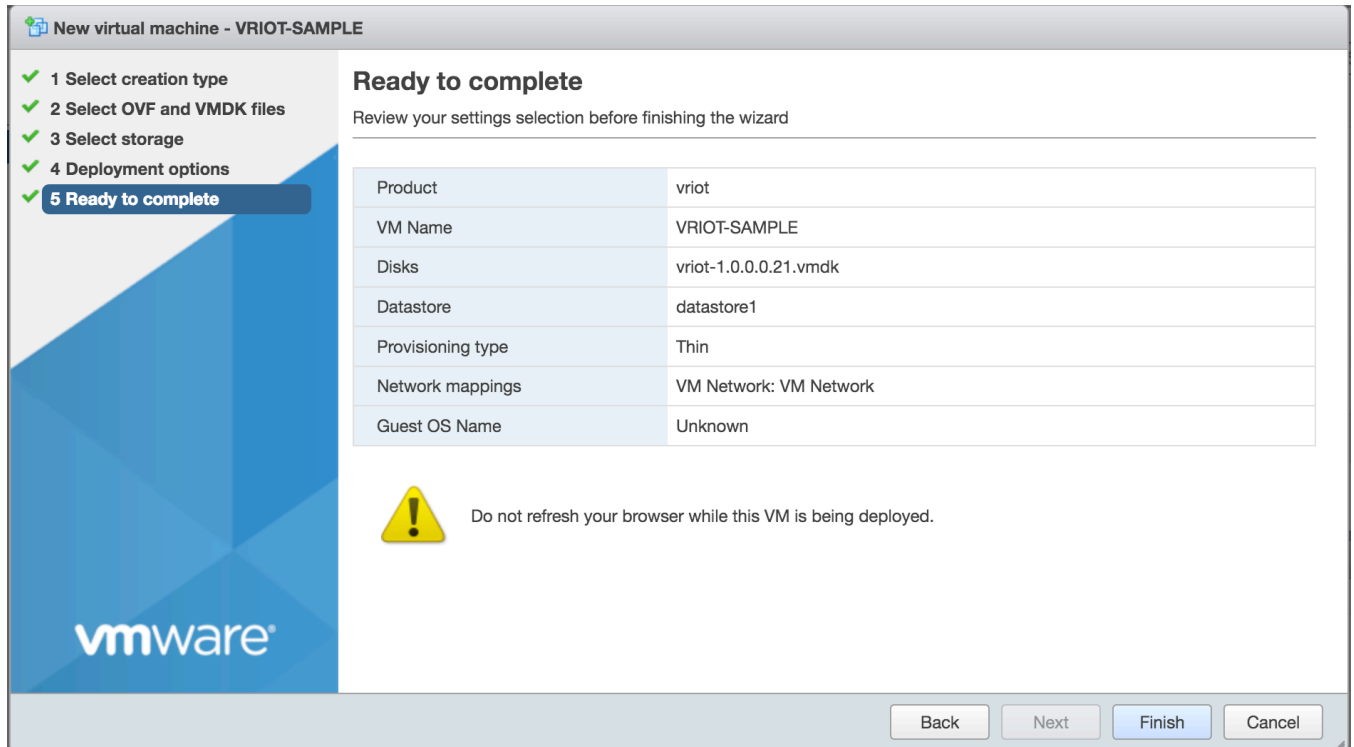 New virtual machine - VRIOT-SAMPLE
1 Select creation type
2 Select OVF and VMDK files
3 Select storage
4 Deployment options
5 Ready to complete
Ready to complete
Review your settings selection before finishing the wizard
Product vriot
VM Name VRIOT-SAMPLE
Disks vriot-1.0.0.0.21.vmdk
Datastore datastore1
Provisioning type Thin
Network mappings VM Network: VM Network
Guest OS Name Unknown
Do not refresh your browser while this VM is being deployed.
vmware®
Back Next Finish Cancel